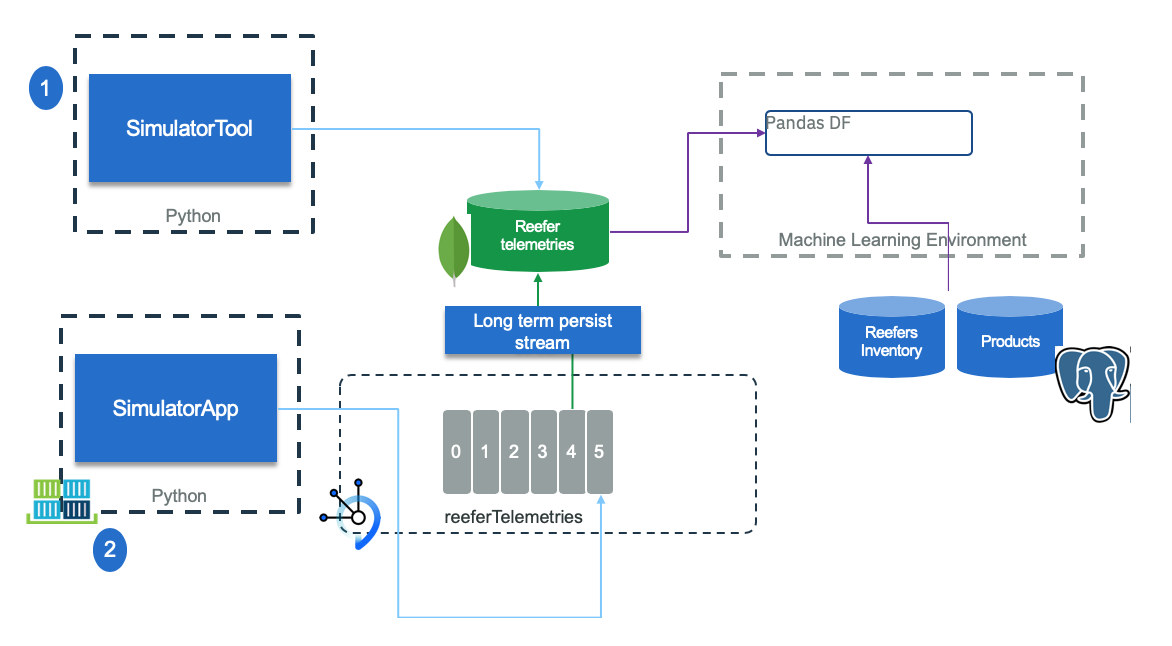 1
SimulatorTool
Python
Pandas DF
Machine Learning Environment
Reefer
telemetries
Long term persist
stream
Reefers
Inventory
Products
SimulatorApp
Python
2
0 1 2 3 4 5
reeferTelemetries